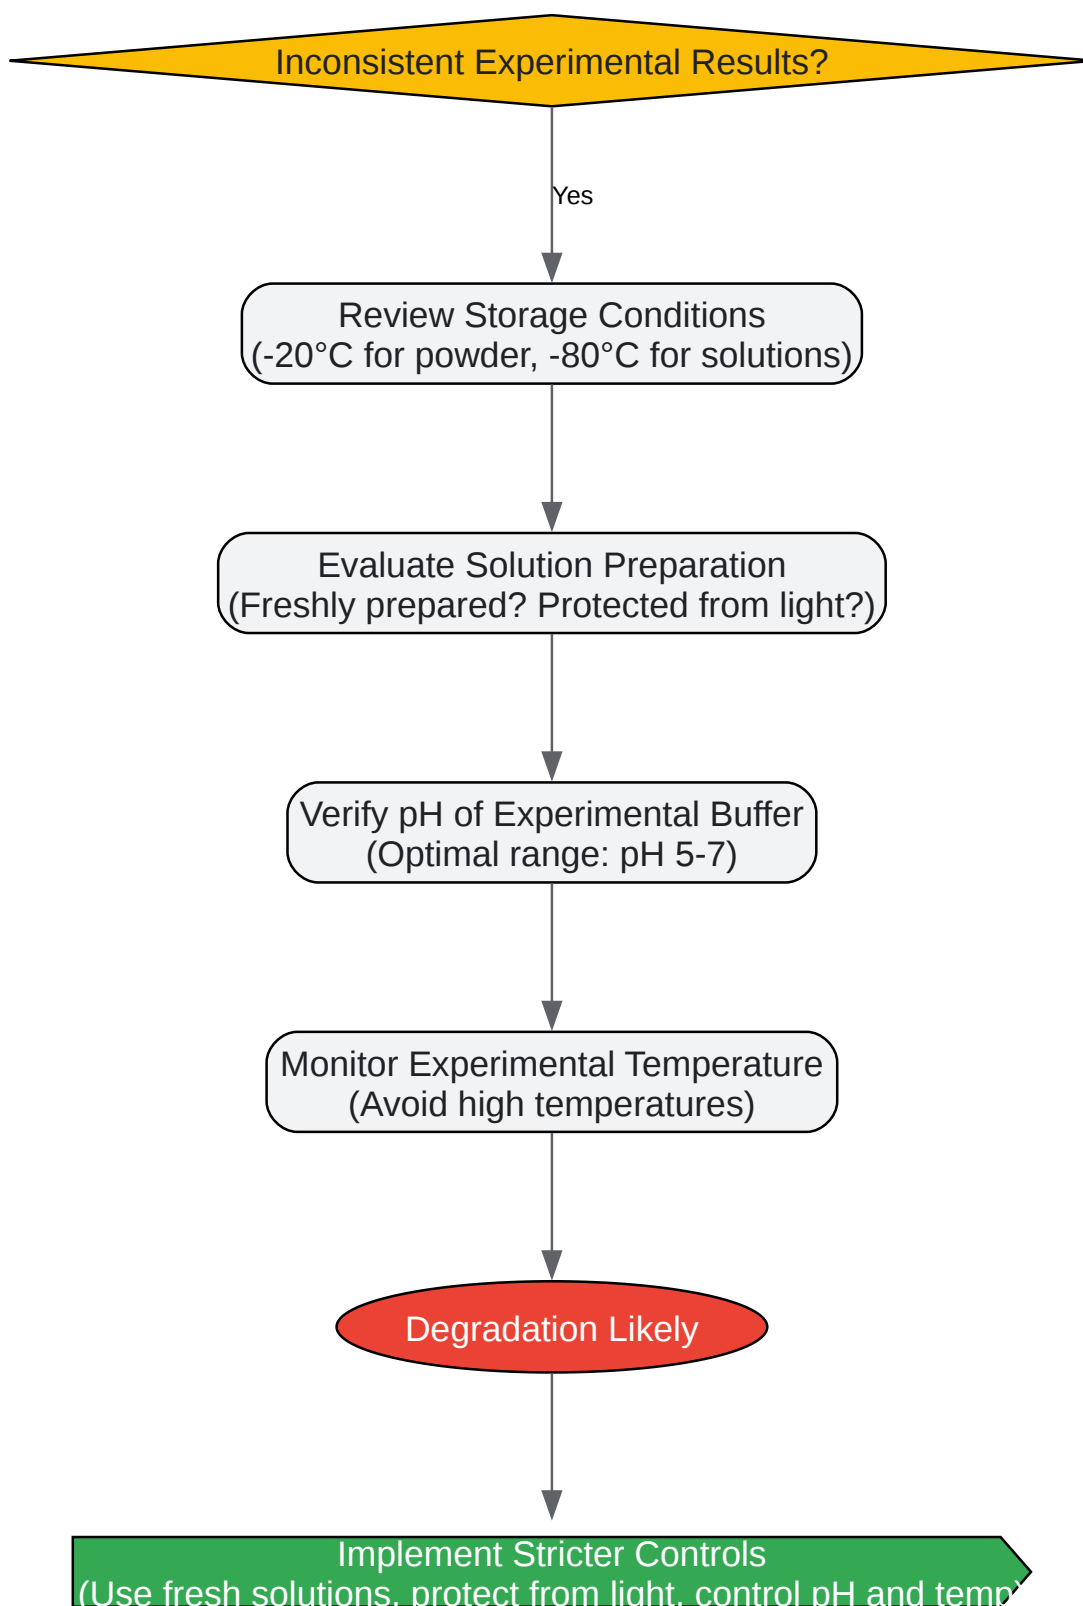 Inconsistent Experimental Results?
Yes
Review Storage Conditions
(-20°C for powder, -80°C for solutions)
Evaluate Solution Preparation
(Freshly prepared? Protected from light?)
Verify pH of Experimental Buffer
(Optimal range: pH 5-7)
Monitor Experimental Temperature
(Avoid high temperatures)
Degradation Likely
Implement Stricter Controls
(Use fresh solutions, protect from light, control pH and temp)